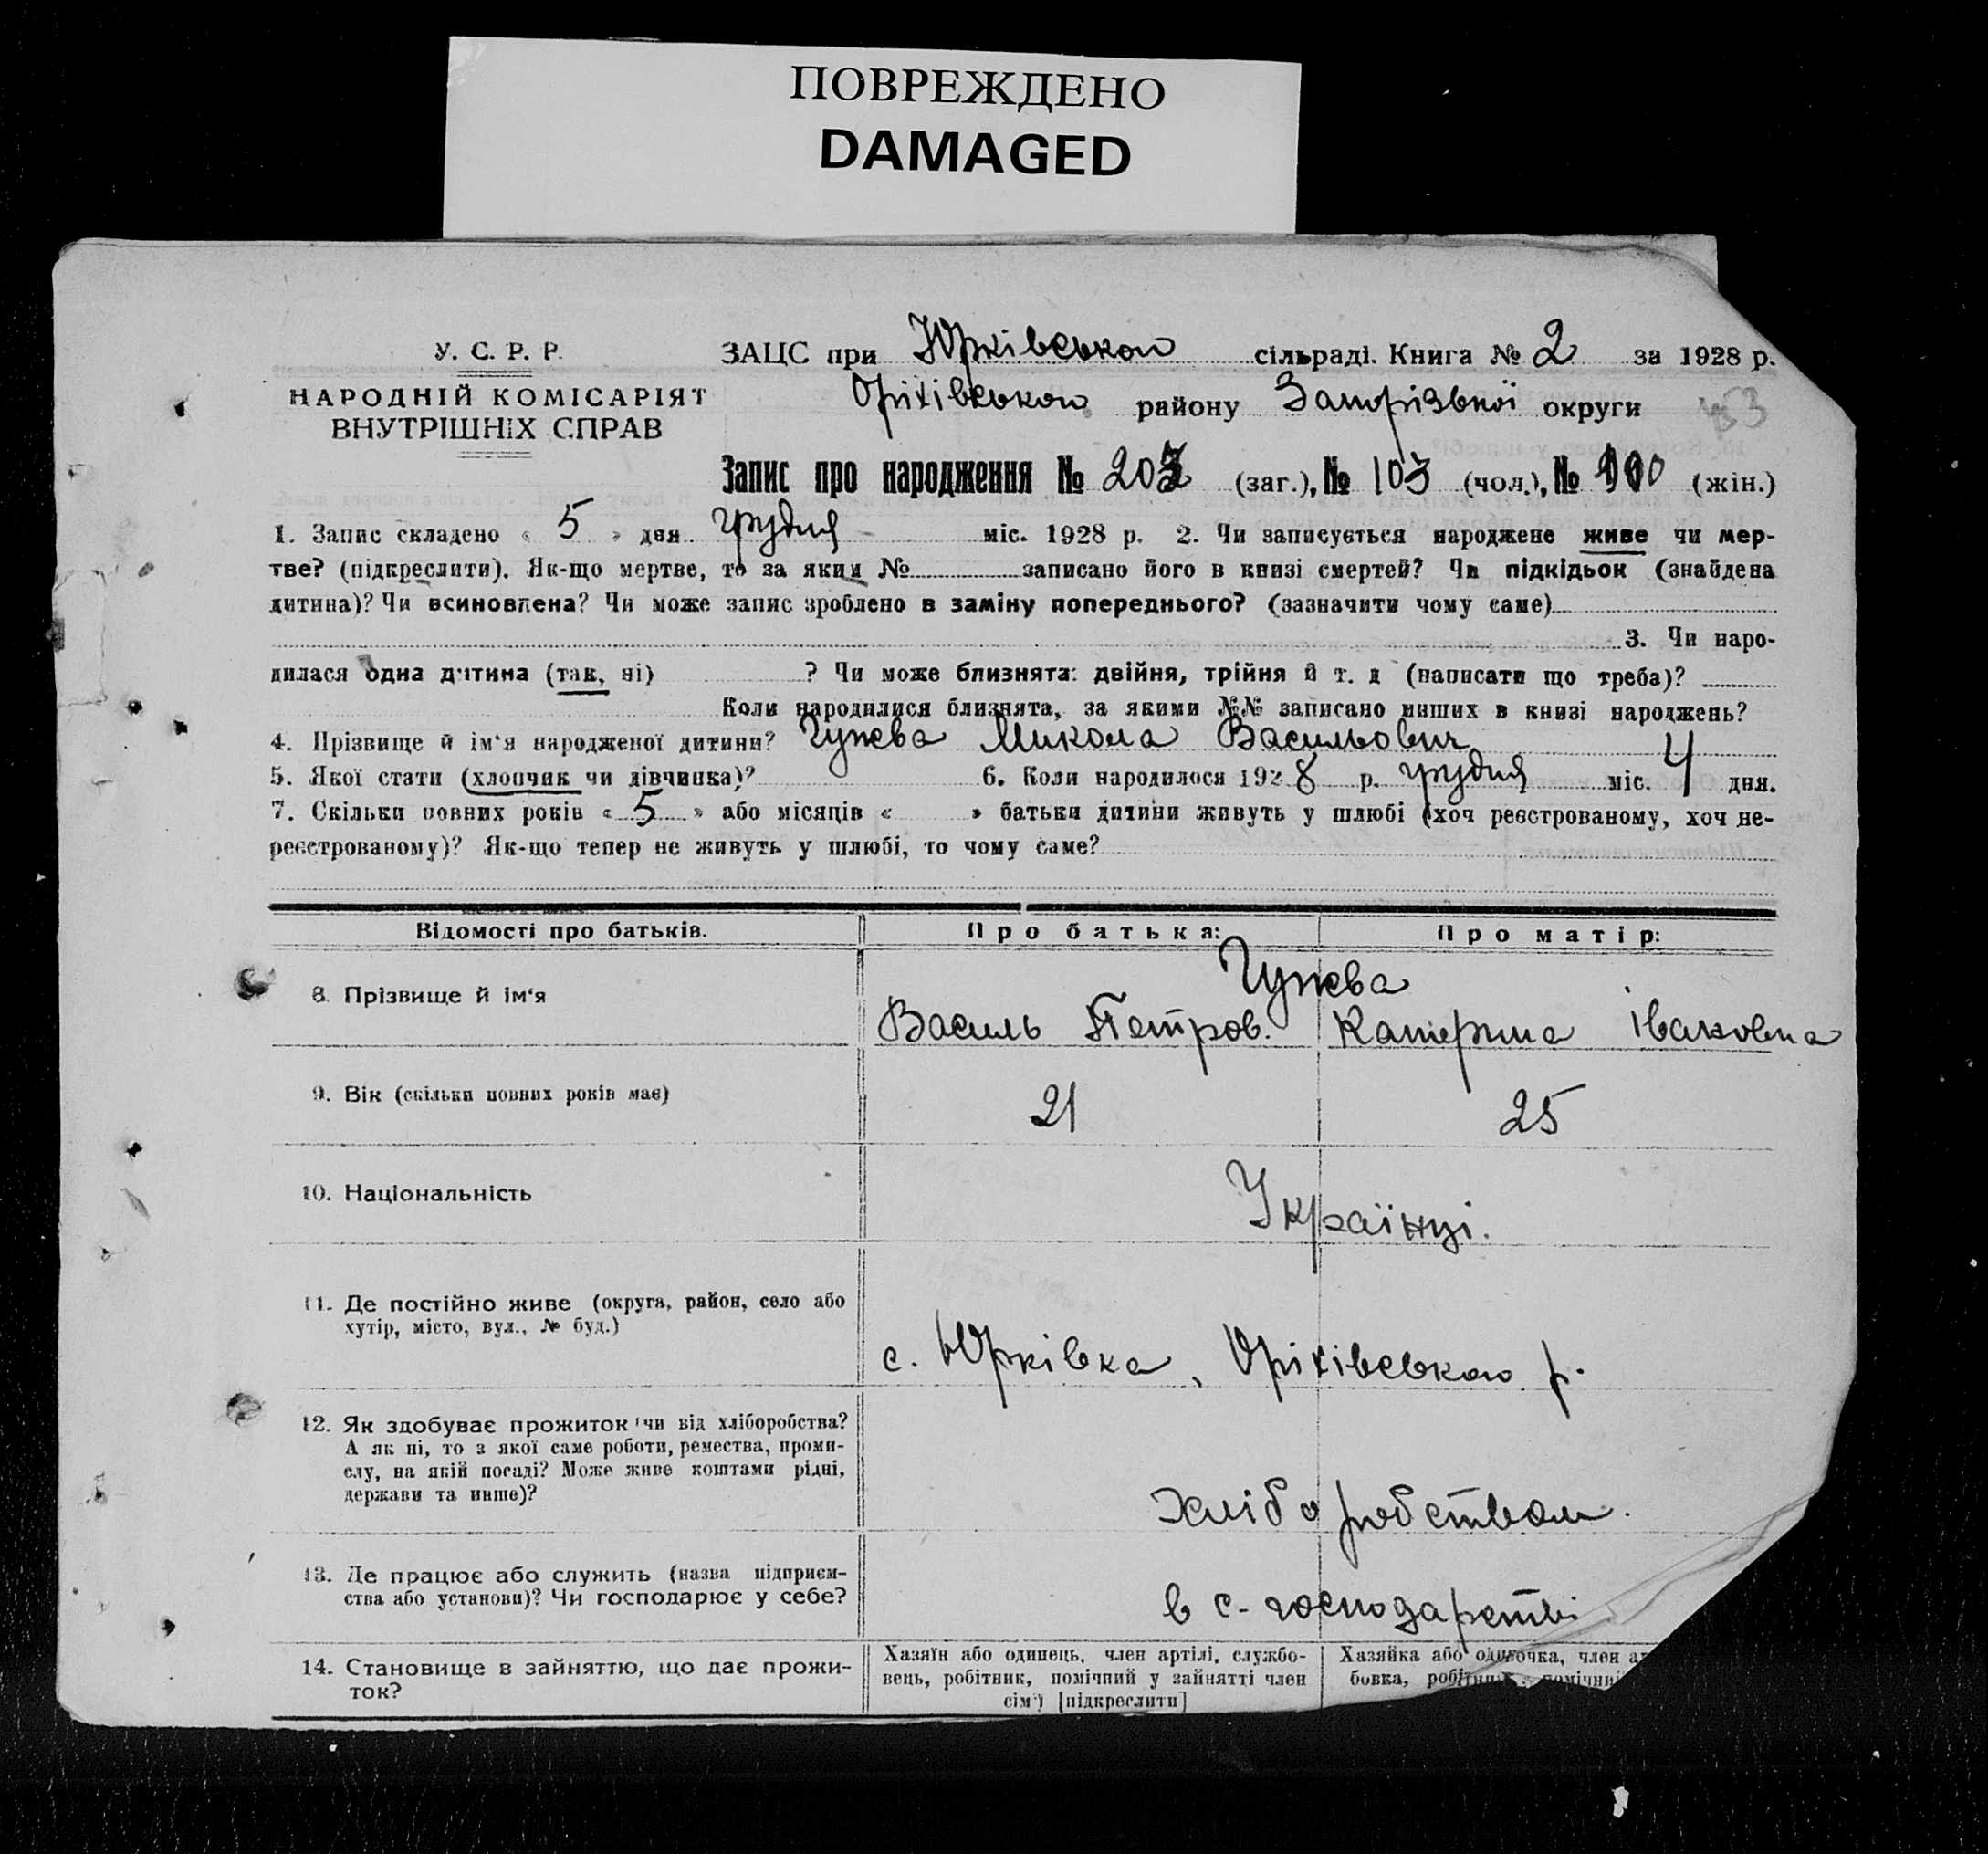 ПОВРЕЖДЕНО
DAMAGED
У. С. Р. Р.
НАРОДНІЙ КОМІСАРІЯТ
ВНУТРІШНІХ СПРАВ
ЗАЦС при Юрківською сільраді. Книга № 2 за 1928 р.
Оріхівського району Запорізької округи
Запис про народження № 203 (заг.), № 103 (чол.), № 100 (жін.)
1. Запис складено « 5 » дня грудня міс. 1928 р. 2. Чи записується народжене живе чи мер-
тве? (підкреслити). Як-що мертве, то за яким № записано його в книзі смертей? Чи підкідьок (знайдена
дитина)? Чи всиновлена? Чи може запис зроблено в заміну попереднього? (зазначити чому саме)
3. Чи наро-
дилася одна дитина (так, ні) ? Чи може близнята: двійня, трійня й т. д (написати що треба)?
Коли народилися близнята, за якими №№ записано инших в книзі народжень?
4. Прізвище й ім'я народженої дитини? Гужва Микола Васильович
5. Якої стати (хлопчик чи дівчинка)? 6. Коли народилося 1928 р. грудня міс. 4 дня.
7. Скільки повних років « 5 » або місяців « » батьки дитини живуть у шлюбі (хоч реєстрованому, хоч не-
реєстрованому)? Як-що тепер не живуть у шлюбі, то чому саме?
Відомості про батьків. Про батька: Про матір:
Гужва
8. Прізвище й ім'я Василь Петров. Катерина Івановна
9. Вік (скільки повних років має) 21 25
10. Національність Українці.
11. Де постійно живе (округа, район, село або
хутір, місто, вул., № буд.)
с. Юрківка, Оріхівського р.
12. Як здобуває прожиток чи від хліборобства?
А як ні, то з якої саме роботи, ремества, проми-
слу, на якій посаді? Може живе коштами рідні,
держави та инше)?
хліборобством.
13. Де працює або служить (назва підприєм-
ства або установи)? Чи господарює у себе?
в с-господарстві
14. Становище в зайняттю, що дає прожи-
ток?
Хазяїн або одинець, член артілі, службо-
вець, робітник, помічний у зайнятті член
сім'ї [підкреслити]
Хазяйка або одиночка, член ар
бовка, робітниця, помічни